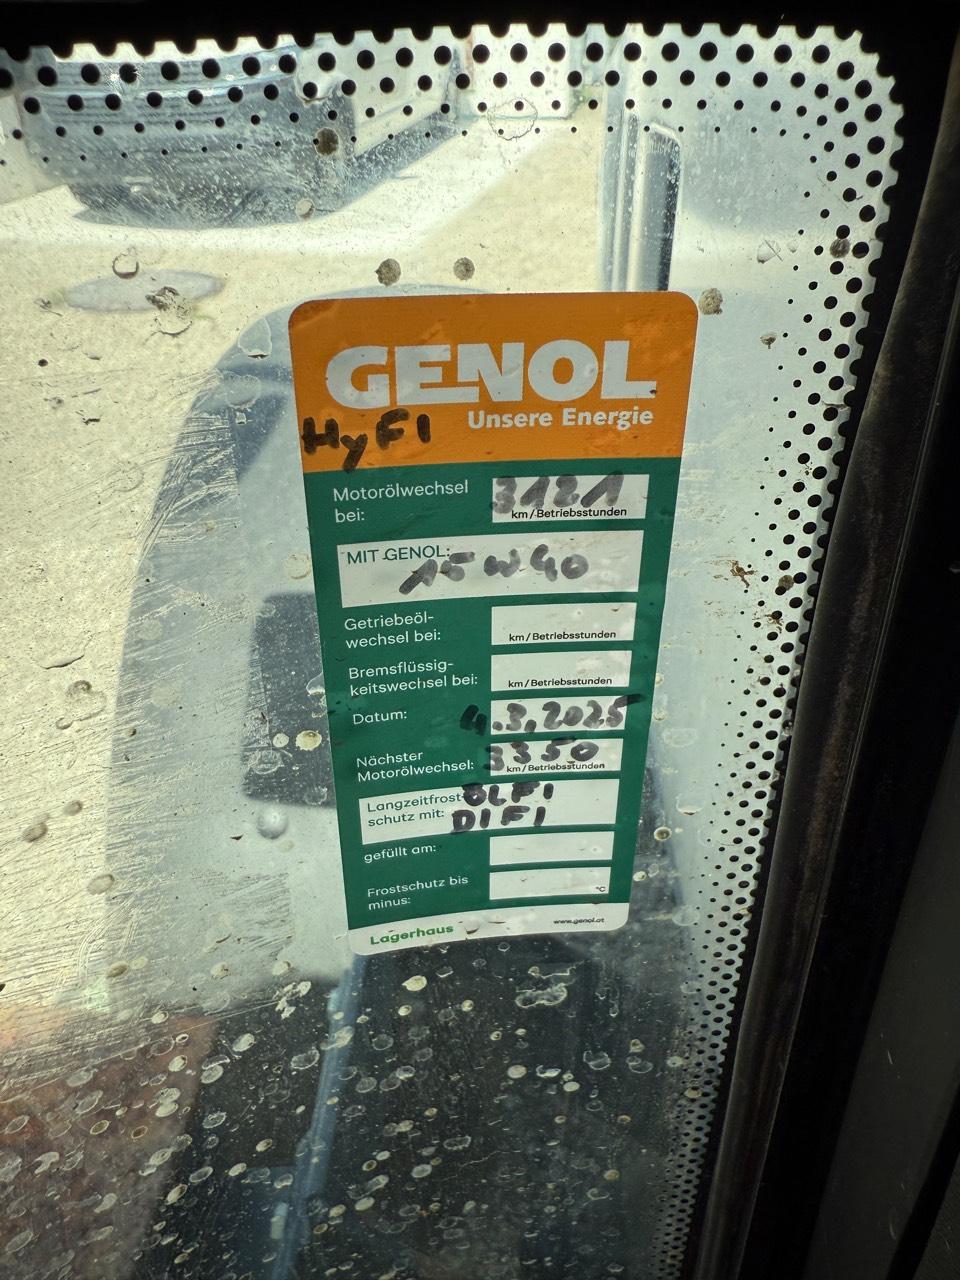 GENOL
Unsere Energie
HyFI
Motorölwechsel
bei:
3121
km/Betriebsstunden
MIT GENOL:
15W40
Getriebeöl-
wechsel bei:
km/Betriebsstunden
Bremsflüssig-
keitswechsel bei:
km/Betriebsstunden
Datum:
4.3.2025
Nächster
Motorölwechsel:
3350
km/Betriebsstunden
Langzeitfrost-
schutz mit:
ÖLFI
DIFI
gefüllt am:
Frostschutz bis
minus:
°C
Lagerhaus
www.genol.at